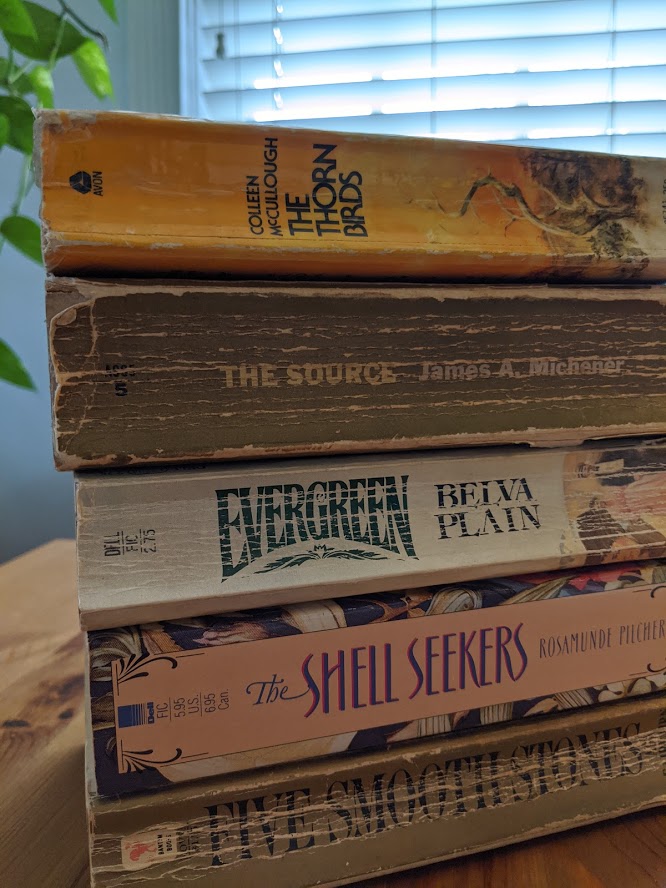 AVON
COLLEEN
McCULLOUGH
THE
THORN
BIRDS
THE SOURCE James A. Michener
DELL
FIC
2.75
EVERGREEN
BELVA
PLAIN
Dell
FIC
5.95
U.S.
6.95
Can.
The SHELL SEEKERS
ROSAMUNDE PILCHER
FIVE SMOOTH STONES